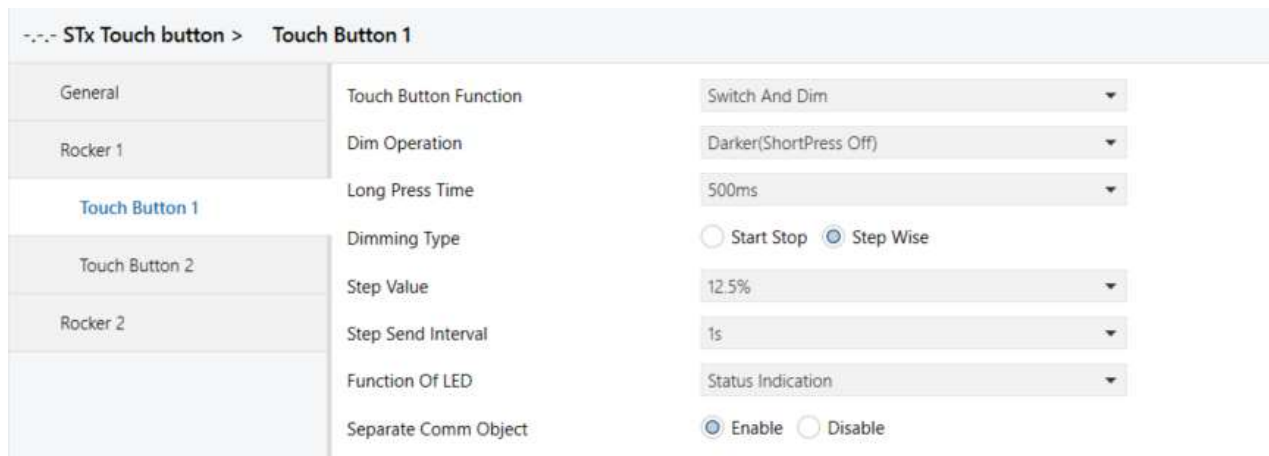 -.-.- STx Touch button > Touch Button 1
General
Rocker 1
Touch Button 1
Touch Button 2
Rocker 2
Touch Button Function Switch And Dim
Dim Operation Darker(ShortPress Off)
Long Press Time 500ms
Dimming Type Start Stop Step Wise
Step Value 12.5%
Step Send Interval 1s
Function Of LED Status Indication
Separate Comm Object Enable Disable